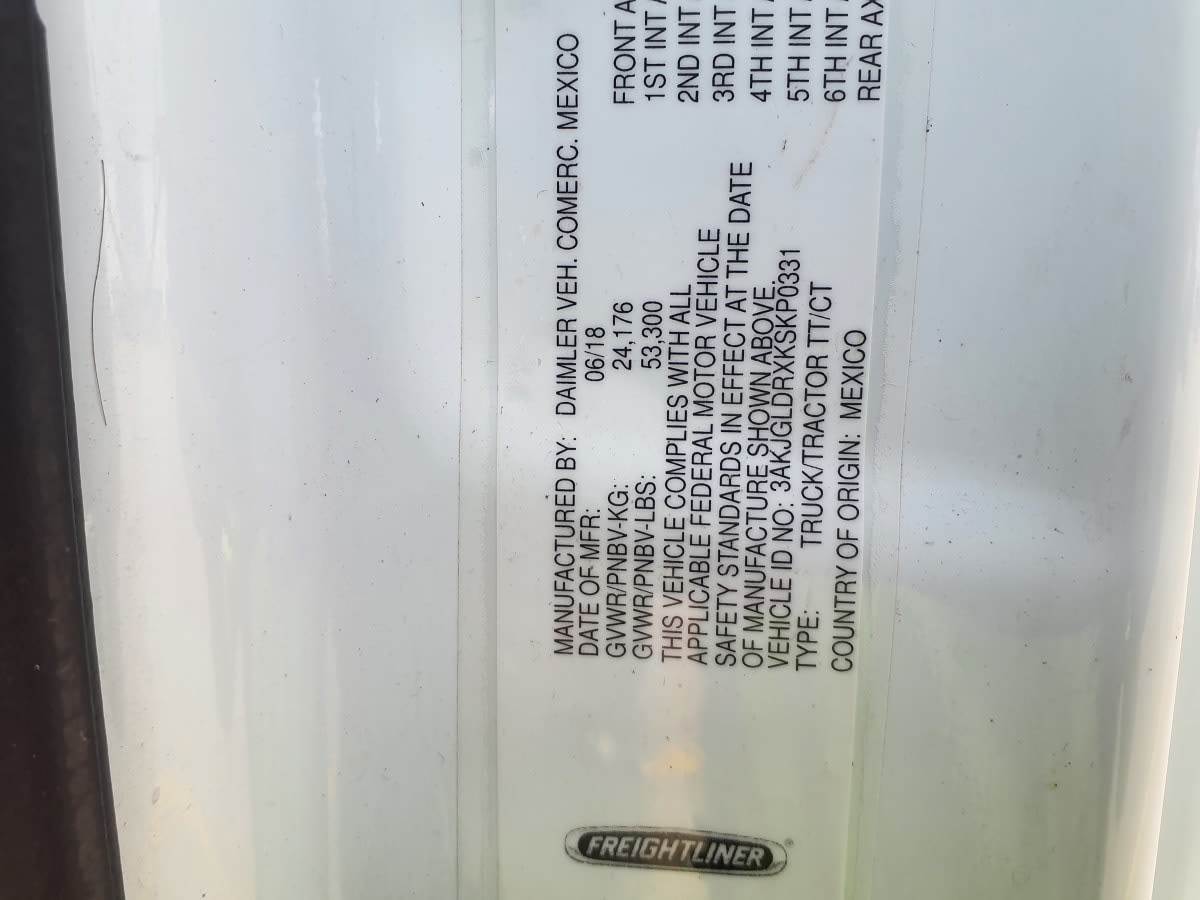 FREIGHTLINER
MANUFACTURED BY: DAIMLER VEH. COMERC. MEXICO
DATE OF MFR: 06/18
GVWR/PNBV-KG: 24,176
GVWR/PNBV-LBS: 53,300
THIS VEHICLE COMPLIES WITH ALL
APPLICABLE FEDERAL MOTOR VEHICLE
SAFETY STANDARDS IN EFFECT AT THE DATE
OF MANUFACTURE SHOWN ABOVE.
VEHICLE ID NO: 3AKJGLDRXKSKP0331
TYPE: TRUCK/TRACTOR TT/CT
COUNTRY OF ORIGIN: MEXICO
FRONT A
1ST INT A
2ND INT
3RD INT
4TH INT A
5TH INT
6TH INT
REAR AX